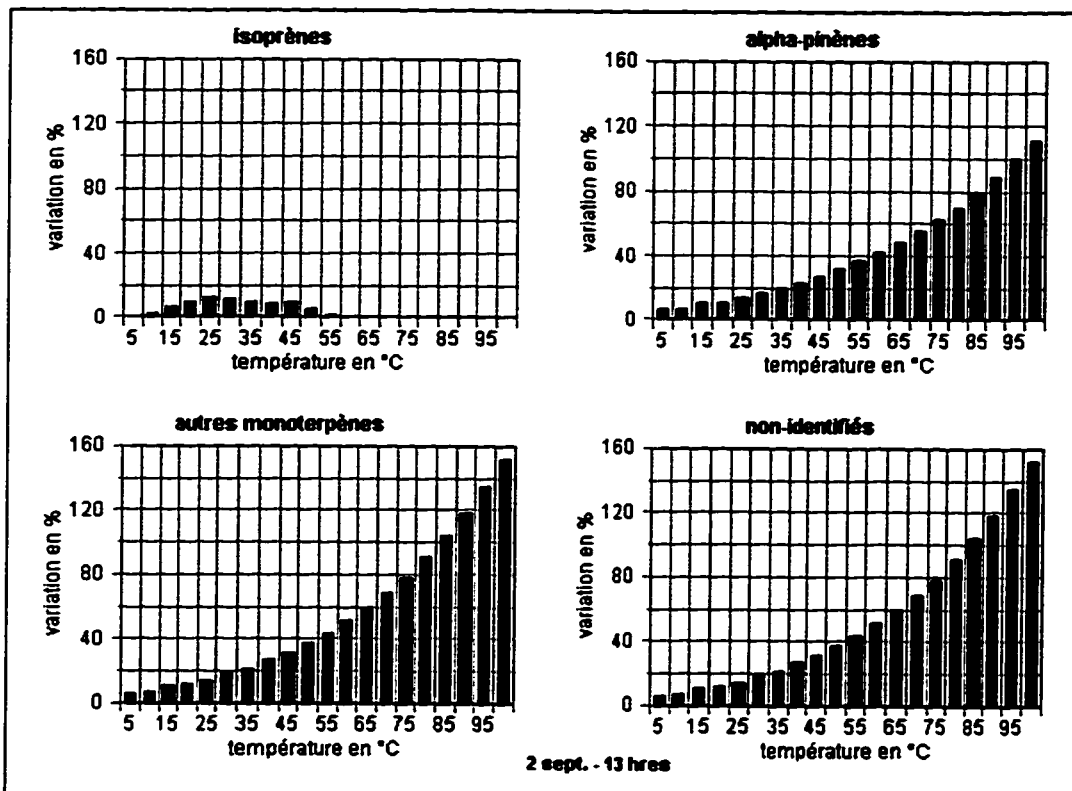 isoprènes
160
120
80
40
0
variation en %
5 15 25 35 45 55 65 75 85 95
température en °C
alpha-pinènes
160
120
80
40
0
variation en %
5 15 25 35 45 55 65 75 85 95
température en °C
autres monoterpènes
160
120
80
40
0
variation en %
5 15 25 35 45 55 65 75 85 95
température en °C
non-identifiés
160
120
80
40
0
variation en %
5 15 25 35 45 55 65 75 85 95
température en °C
2 sept. - 13 hres